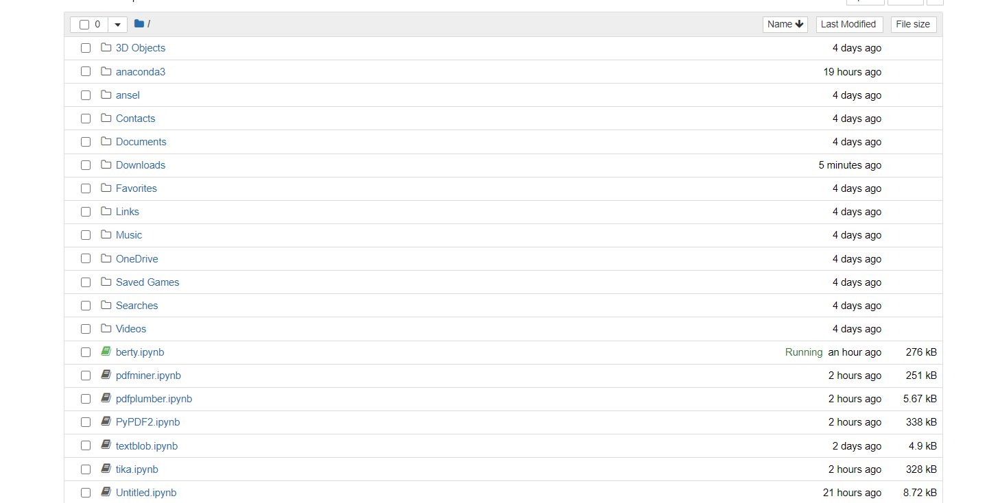 0 / Name Last Modified File size
3D Objects 4 days ago
anaconda3 19 hours ago
ansel 4 days ago
Contacts 4 days ago
Documents 4 days ago
Downloads 5 minutes ago
Favorites 4 days ago
Links 4 days ago
Music 4 days ago
OneDrive 4 days ago
Saved Games 4 days ago
Searches 4 days ago
Videos 4 days ago
berty.ipynb Running an hour ago 276 kB
pdfminer.ipynb 2 hours ago 251 kB
pdfplumber.ipynb 2 hours ago 5.67 kB
PyPDF2.ipynb 2 hours ago 338 kB
textblob.ipynb 2 days ago 4.9 kB
tika.ipynb 2 hours ago 328 kB
Untitled.ipynb 21 hours ago 8.72 kB